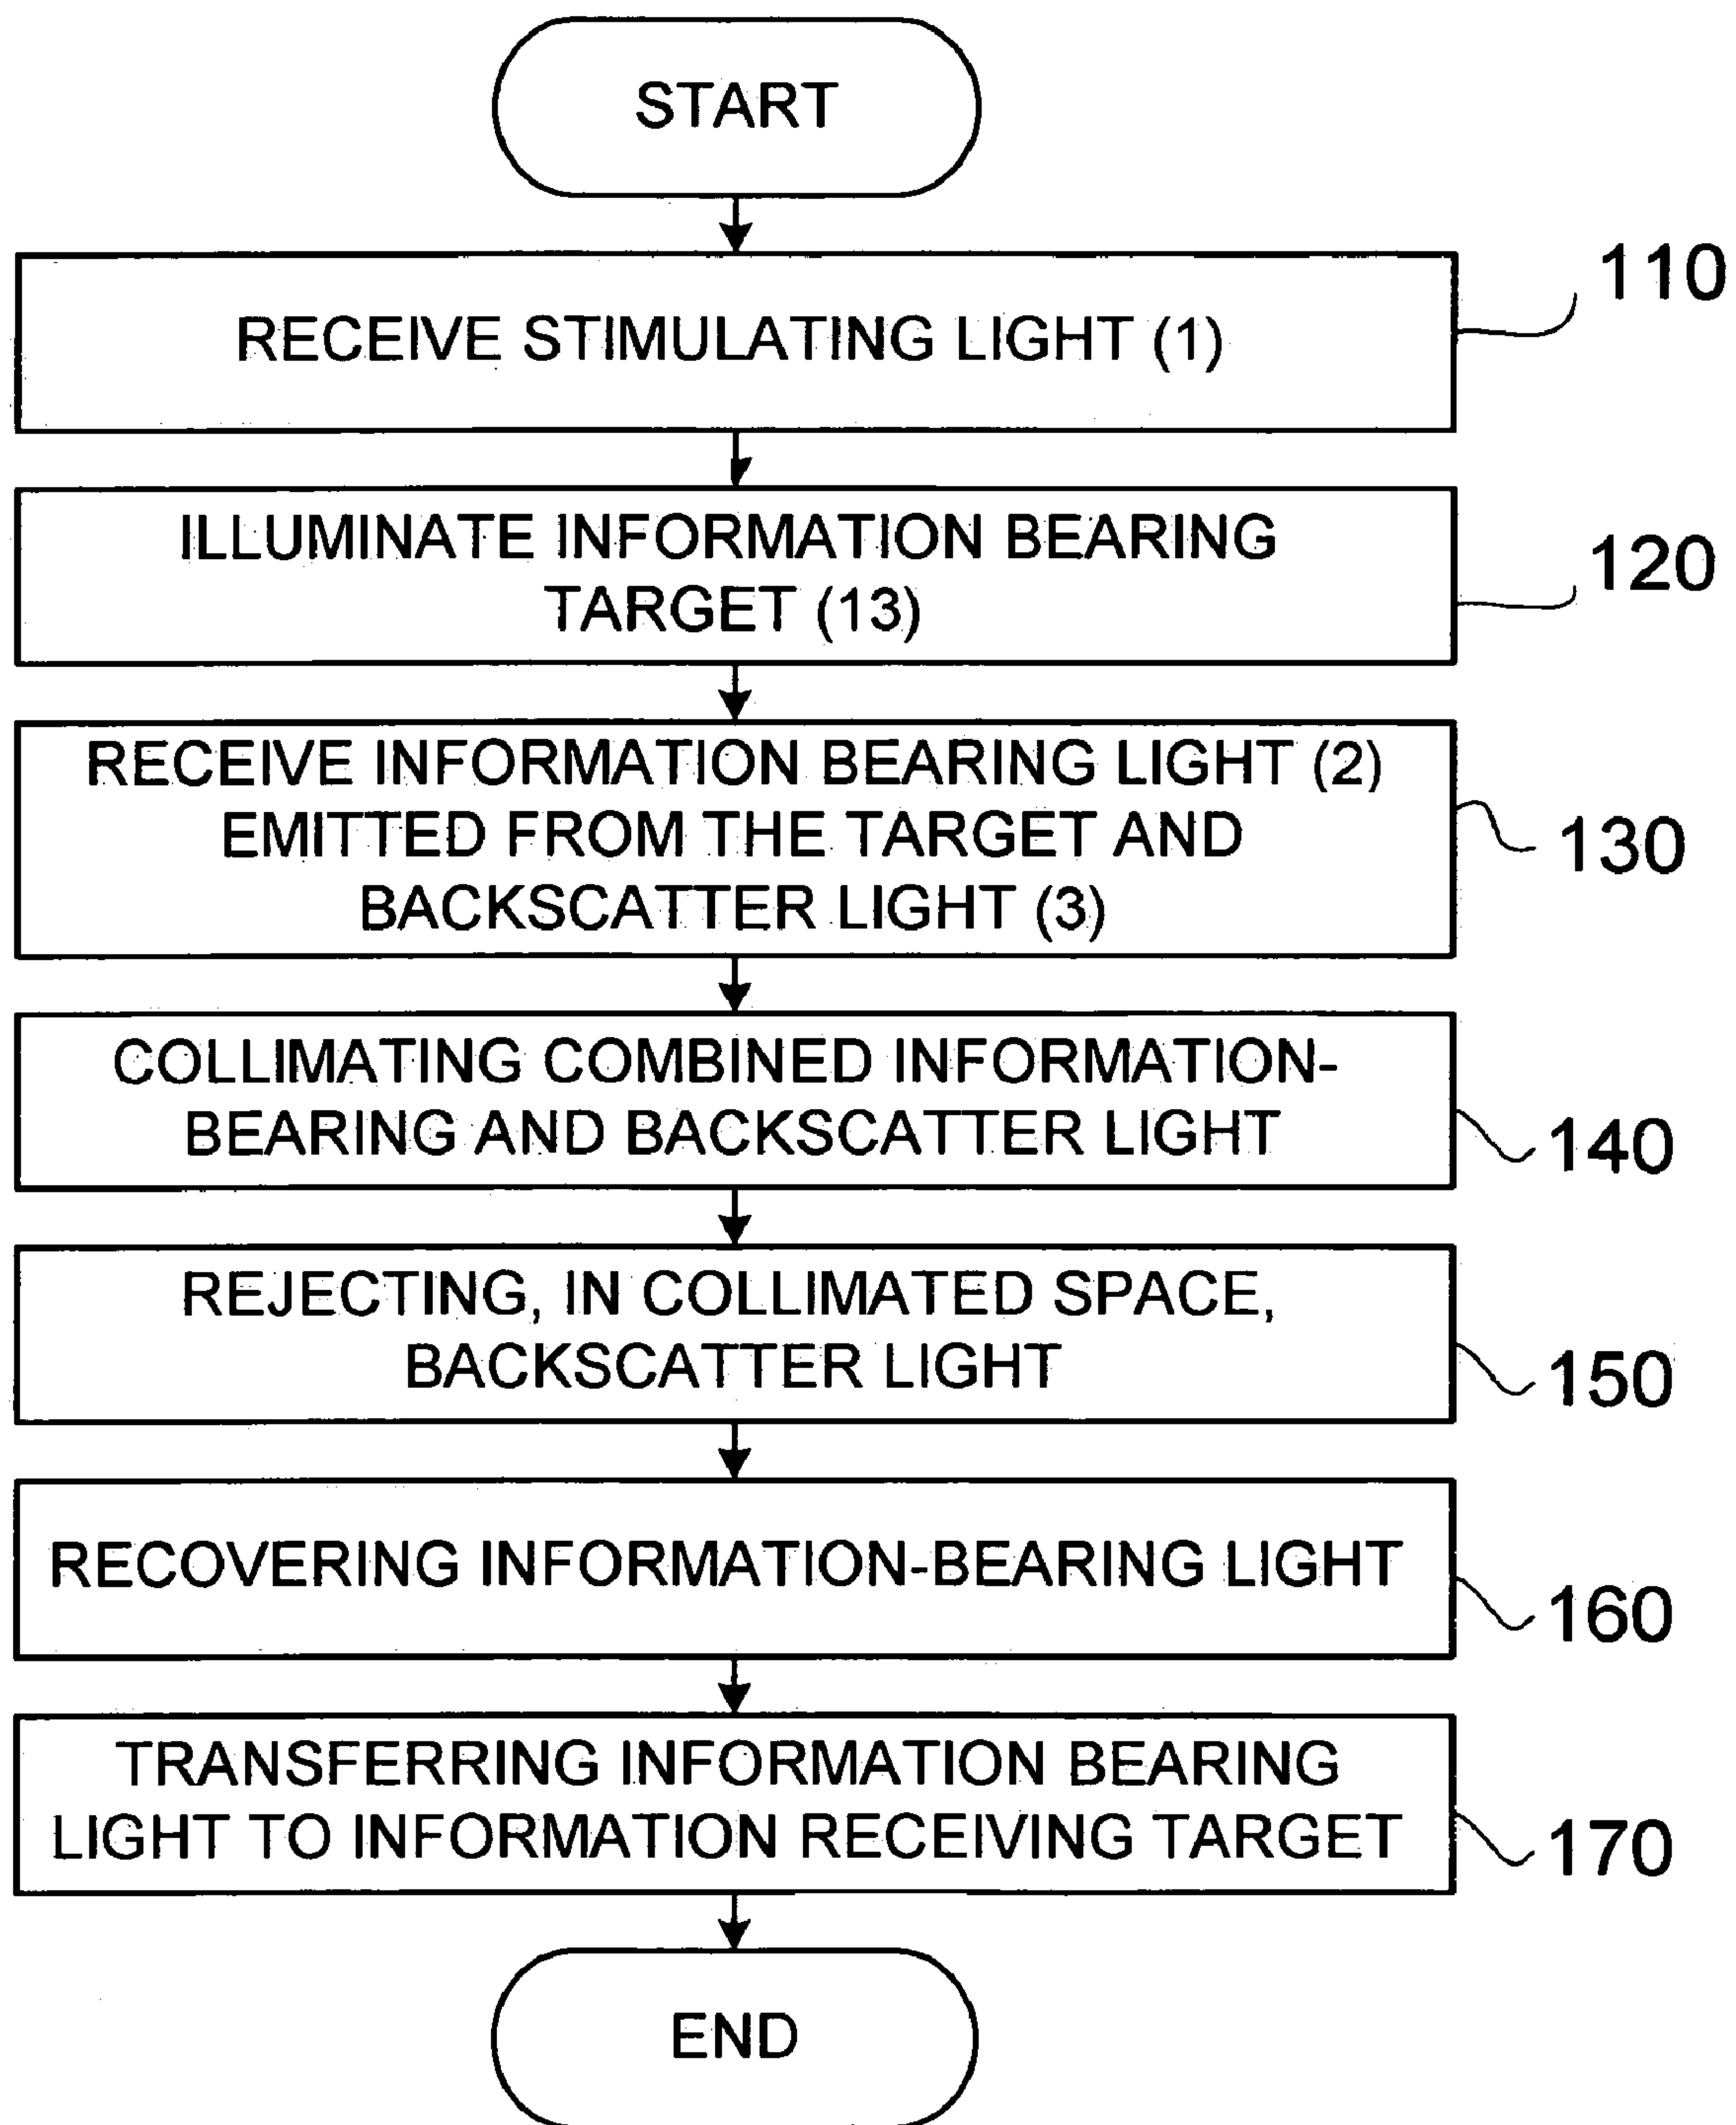 START
110
RECEIVE STIMULATING LIGHT (1)
120
ILLUMINATE INFORMATION BEARING
TARGET (13)
RECEIVE INFORMATION BEARING LIGHT (2)
EMITTED FROM THE TARGET AND
BACKSCATTER LIGHT (3)
130
COLLIMATING COMBINED INFORMATION-
BEARING AND BACKSCATTER LIGHT
140
REJECTING, IN COLLIMATED SPACE,
BACKSCATTER LIGHT
150
RECOVERING INFORMATION-BEARING LIGHT
160
TRANSFERRING INFORMATION BEARING
LIGHT TO INFORMATION RECEIVING TARGET
170
END